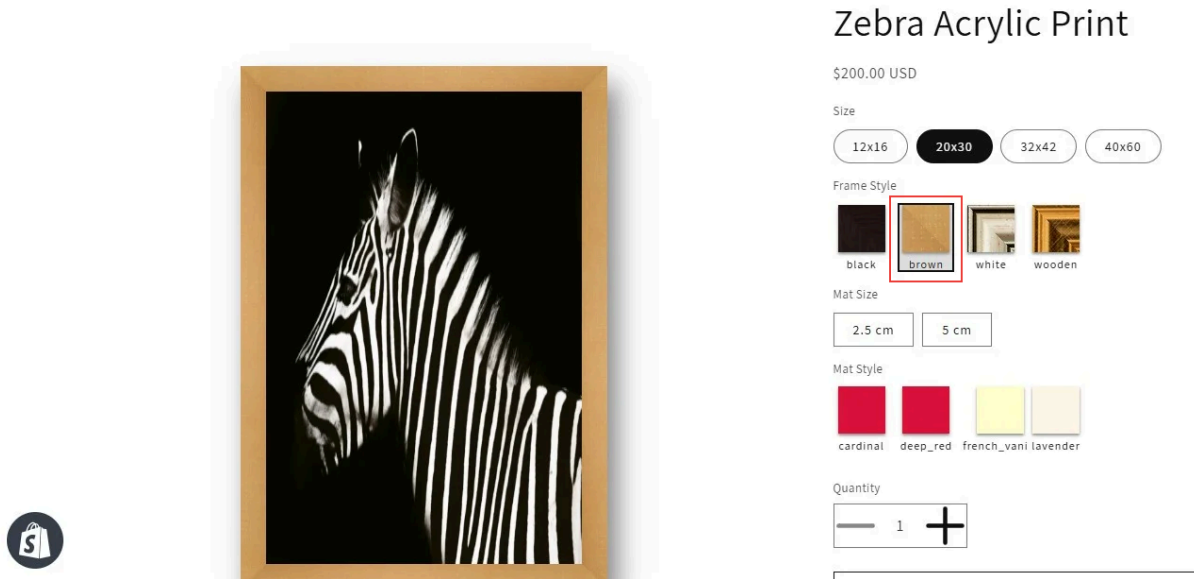 Zebra Acrylic Print
$200.00 USD
Size
12x16 20x30 32x42 40x60
Frame Style
black brown white wooden
Mat Size
2.5 cm 5 cm
Mat Style
cardinal deep_red french_vani lavender
Quantity
1
S